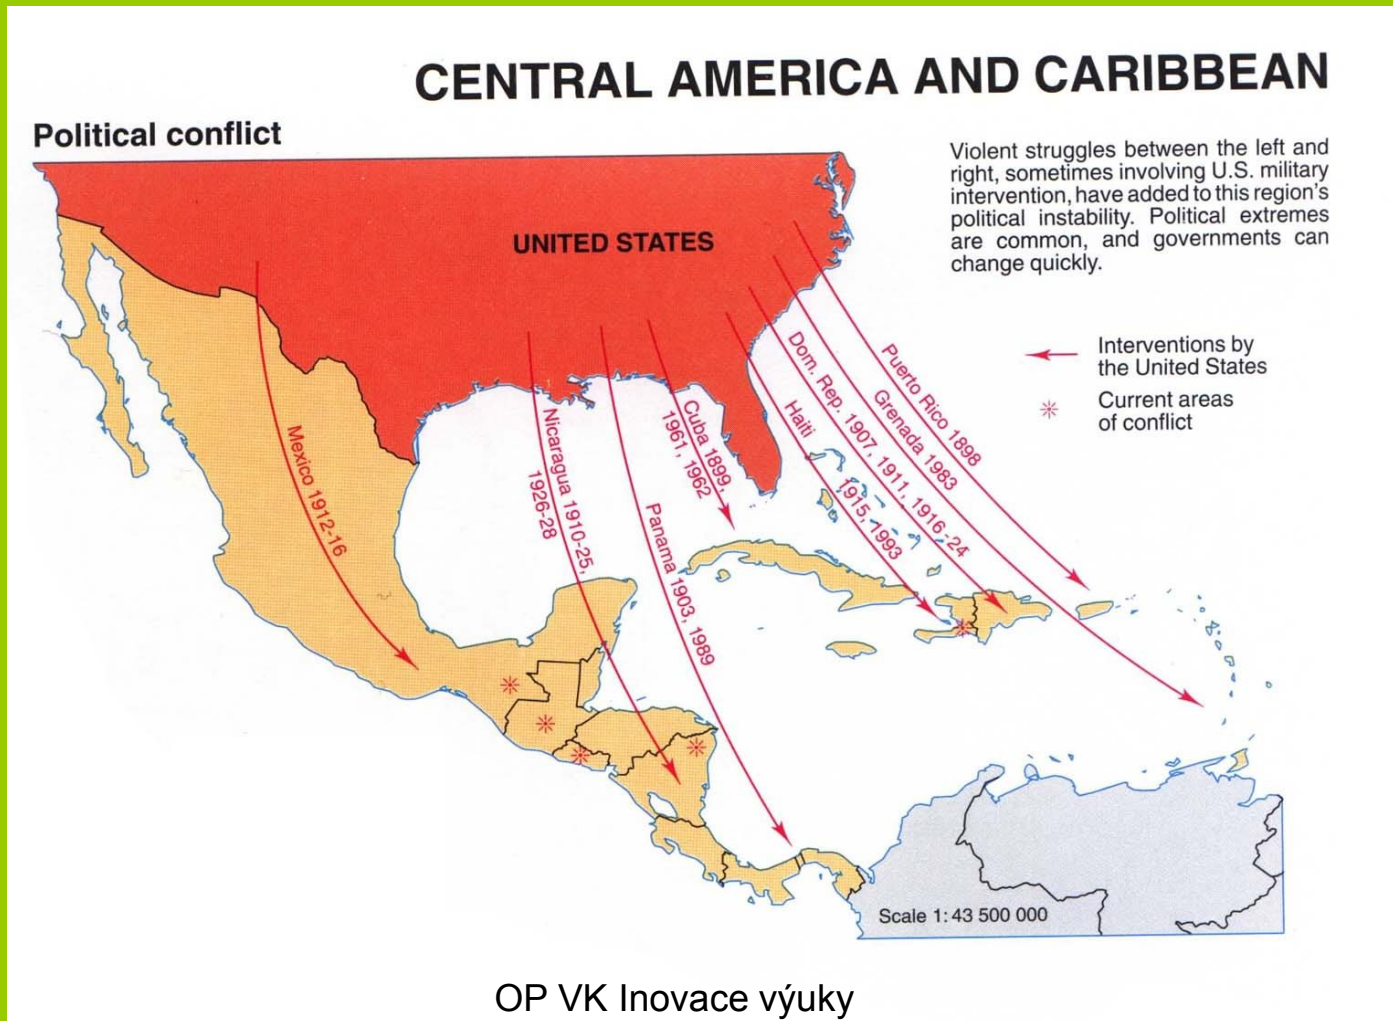 CENTRAL AMERICA AND CARIBBEAN
Political conflict
Violent struggles between the left and
right, sometimes involving U.S. military
intervention, have added to this region's
political instability. Political extremes
are common, and governments can
change quickly.
UNITED STATES
Interventions by
the United States
Current areas
of conflict
Mexico 1912-16
Nicaragua 1910-25,
1926-28
Panama 1903, 1989
Cuba 1899,
1961, 1962
Haiti
1915, 1993
Dom. Rep. 1907, 1911, 1916-24
Grenada 1983
Puerto Rico 1898
Scale 1: 43 500 000
OP VK Inovace výuky